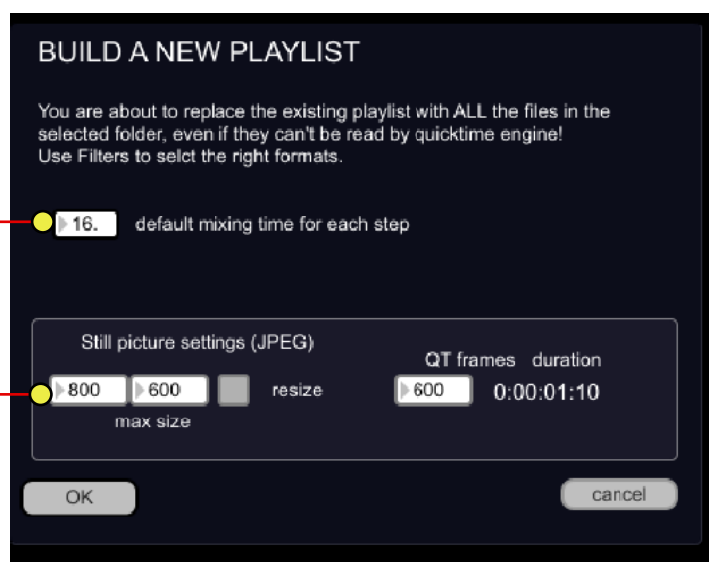 BUILD A NEW PLAYLIST
You are about to replace the existing playlist with ALL the files in the
selected folder, even if they can't be read by quicktime engine!
Use Filters to selct the right formats.
16. default mixing time for each step
Still picture settings (JPEG)
QT frames duration
800 600 resize 600 0:00:01:10
max size
OK cancel